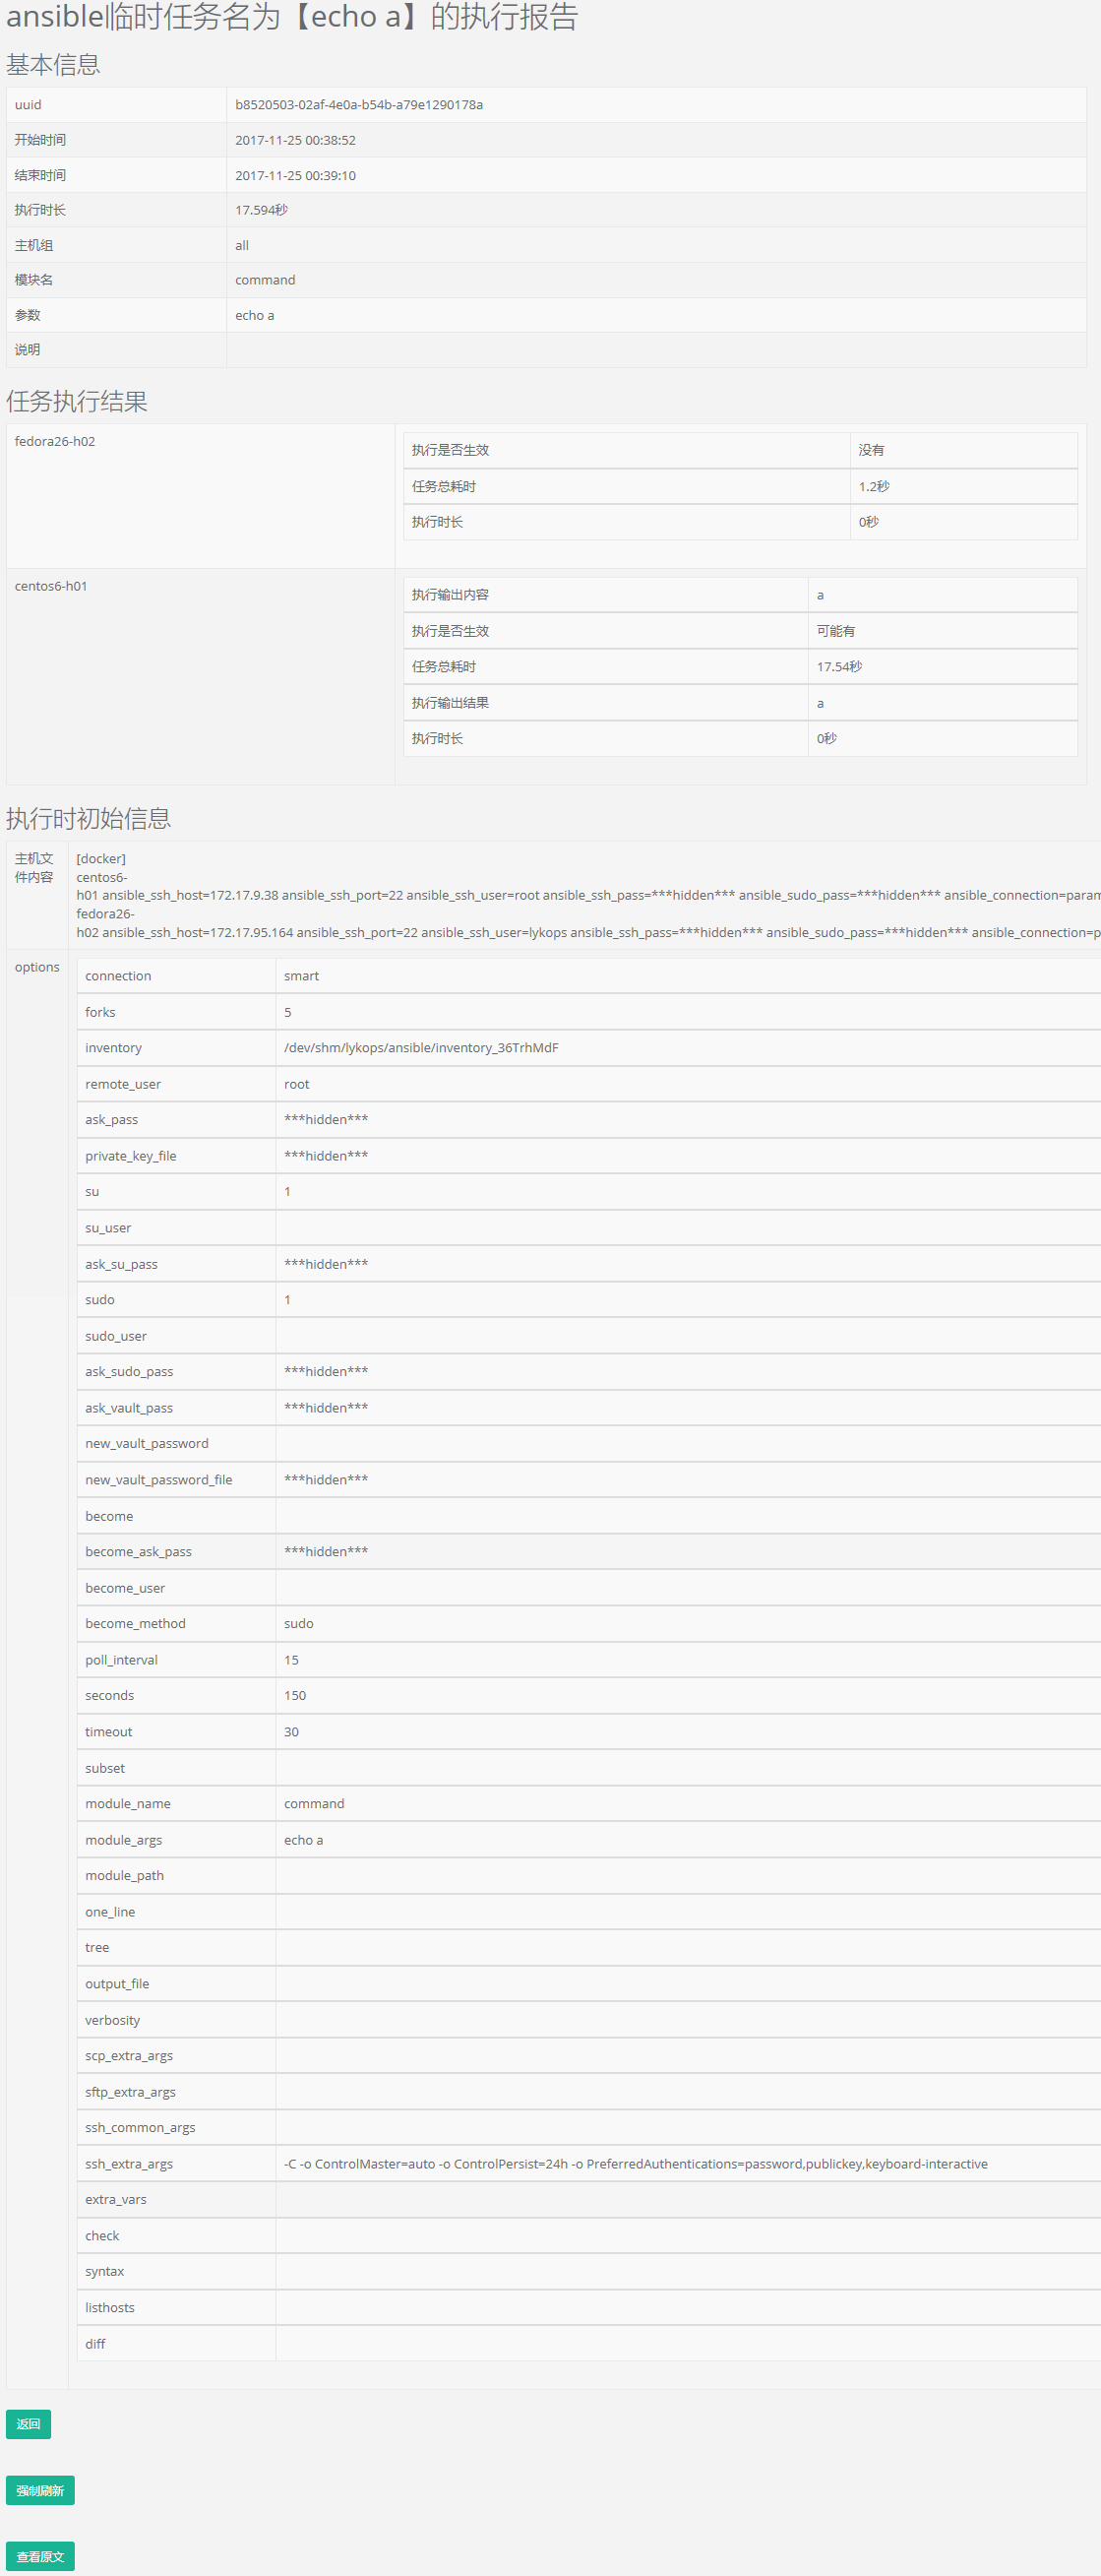 ansible临时任务名为【echo a】的执行报告
基本信息
uuid b8520503-02af-4e0a-b54b-a79e1290178a
开始时间 2017-11-25 00:38:52
结束时间 2017-11-25 00:39:10
执行时长 17.594秒
主机组 all
模块名 command
参数 echo a
说明
任务执行结果
fedora26-h02
执行是否生效 没有
任务总耗时 1.2秒
执行时长 0秒
centos6-h01
执行输出内容 a
执行是否生效 可能有
任务总耗时 17.54秒
执行输出结果 a
执行时长 0秒
执行时初始信息
主机文
件内容
[docker]
centos6-
h01 ansible_ssh_host=172.17.9.38 ansible_ssh_port=22 ansible_ssh_user=root ansible_ssh_pass=***hidden*** ansible_sudo_pass=***hidden*** ansible_connection=param
fedora26-
h02 ansible_ssh_host=172.17.95.164 ansible_ssh_port=22 ansible_ssh_user=lykops ansible_ssh_pass=***hidden*** ansible_sudo_pass=***hidden*** ansible_connection=p
options
connection smart
forks 5
inventory /dev/shm/lykops/ansible/inventory_36TrhMdF
remote_user root
ask_pass ***hidden***
private_key_file ***hidden***
su 1
su_user
ask_su_pass ***hidden***
sudo 1
sudo_user
ask_sudo_pass ***hidden***
ask_vault_pass ***hidden***
new_vault_password
new_vault_password_file ***hidden***
become
become_ask_pass ***hidden***
become_user
become_method sudo
poll_interval 15
seconds 150
timeout 30
subset
module_name command
module_args echo a
module_path
one_line
tree
output_file
verbosity
scp_extra_args
sftp_extra_args
ssh_common_args
ssh_extra_args -C -o ControlMaster=auto -o ControlPersist=24h -o PreferredAuthentications=password,publickey,keyboard-interactive
extra_vars
check
syntax
listhosts
diff
返回
强制刷新
查看原文